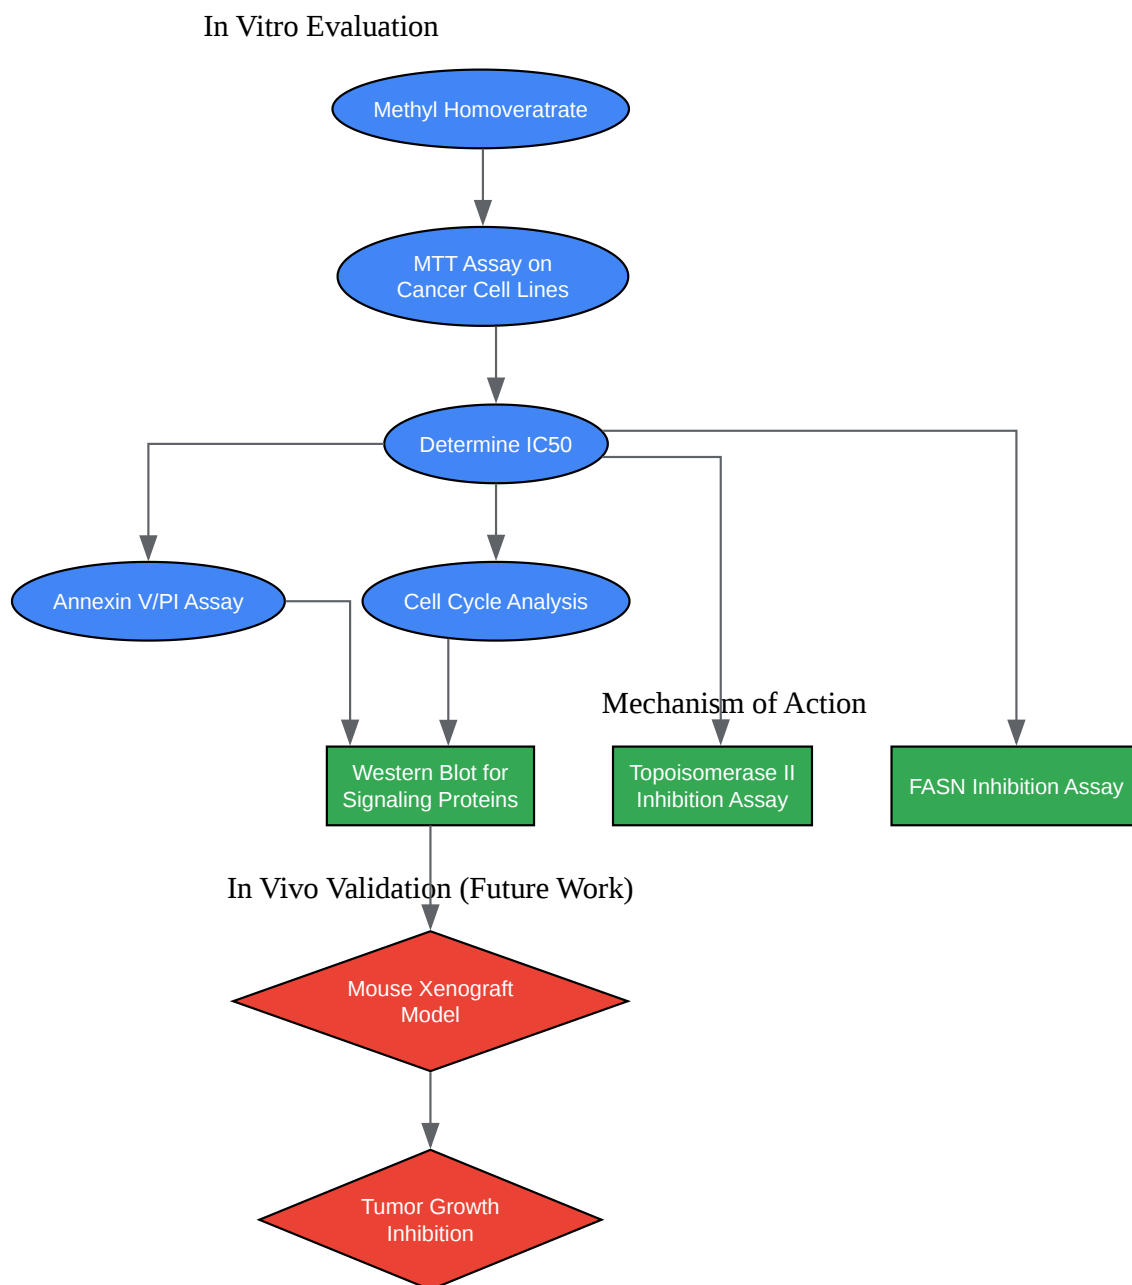 In Vitro Evaluation
Methyl Homoveratrate
MTT Assay on
Cancer Cell Lines
Determine IC50
Annexin V/PI Assay
Cell Cycle Analysis
Mechanism of Action
Western Blot for
Signaling Proteins
Topoisomerase II
Inhibition Assay
FASN Inhibition Assay
In Vivo Validation (Future Work)
Mouse Xenograft
Model
Tumor Growth
Inhibition